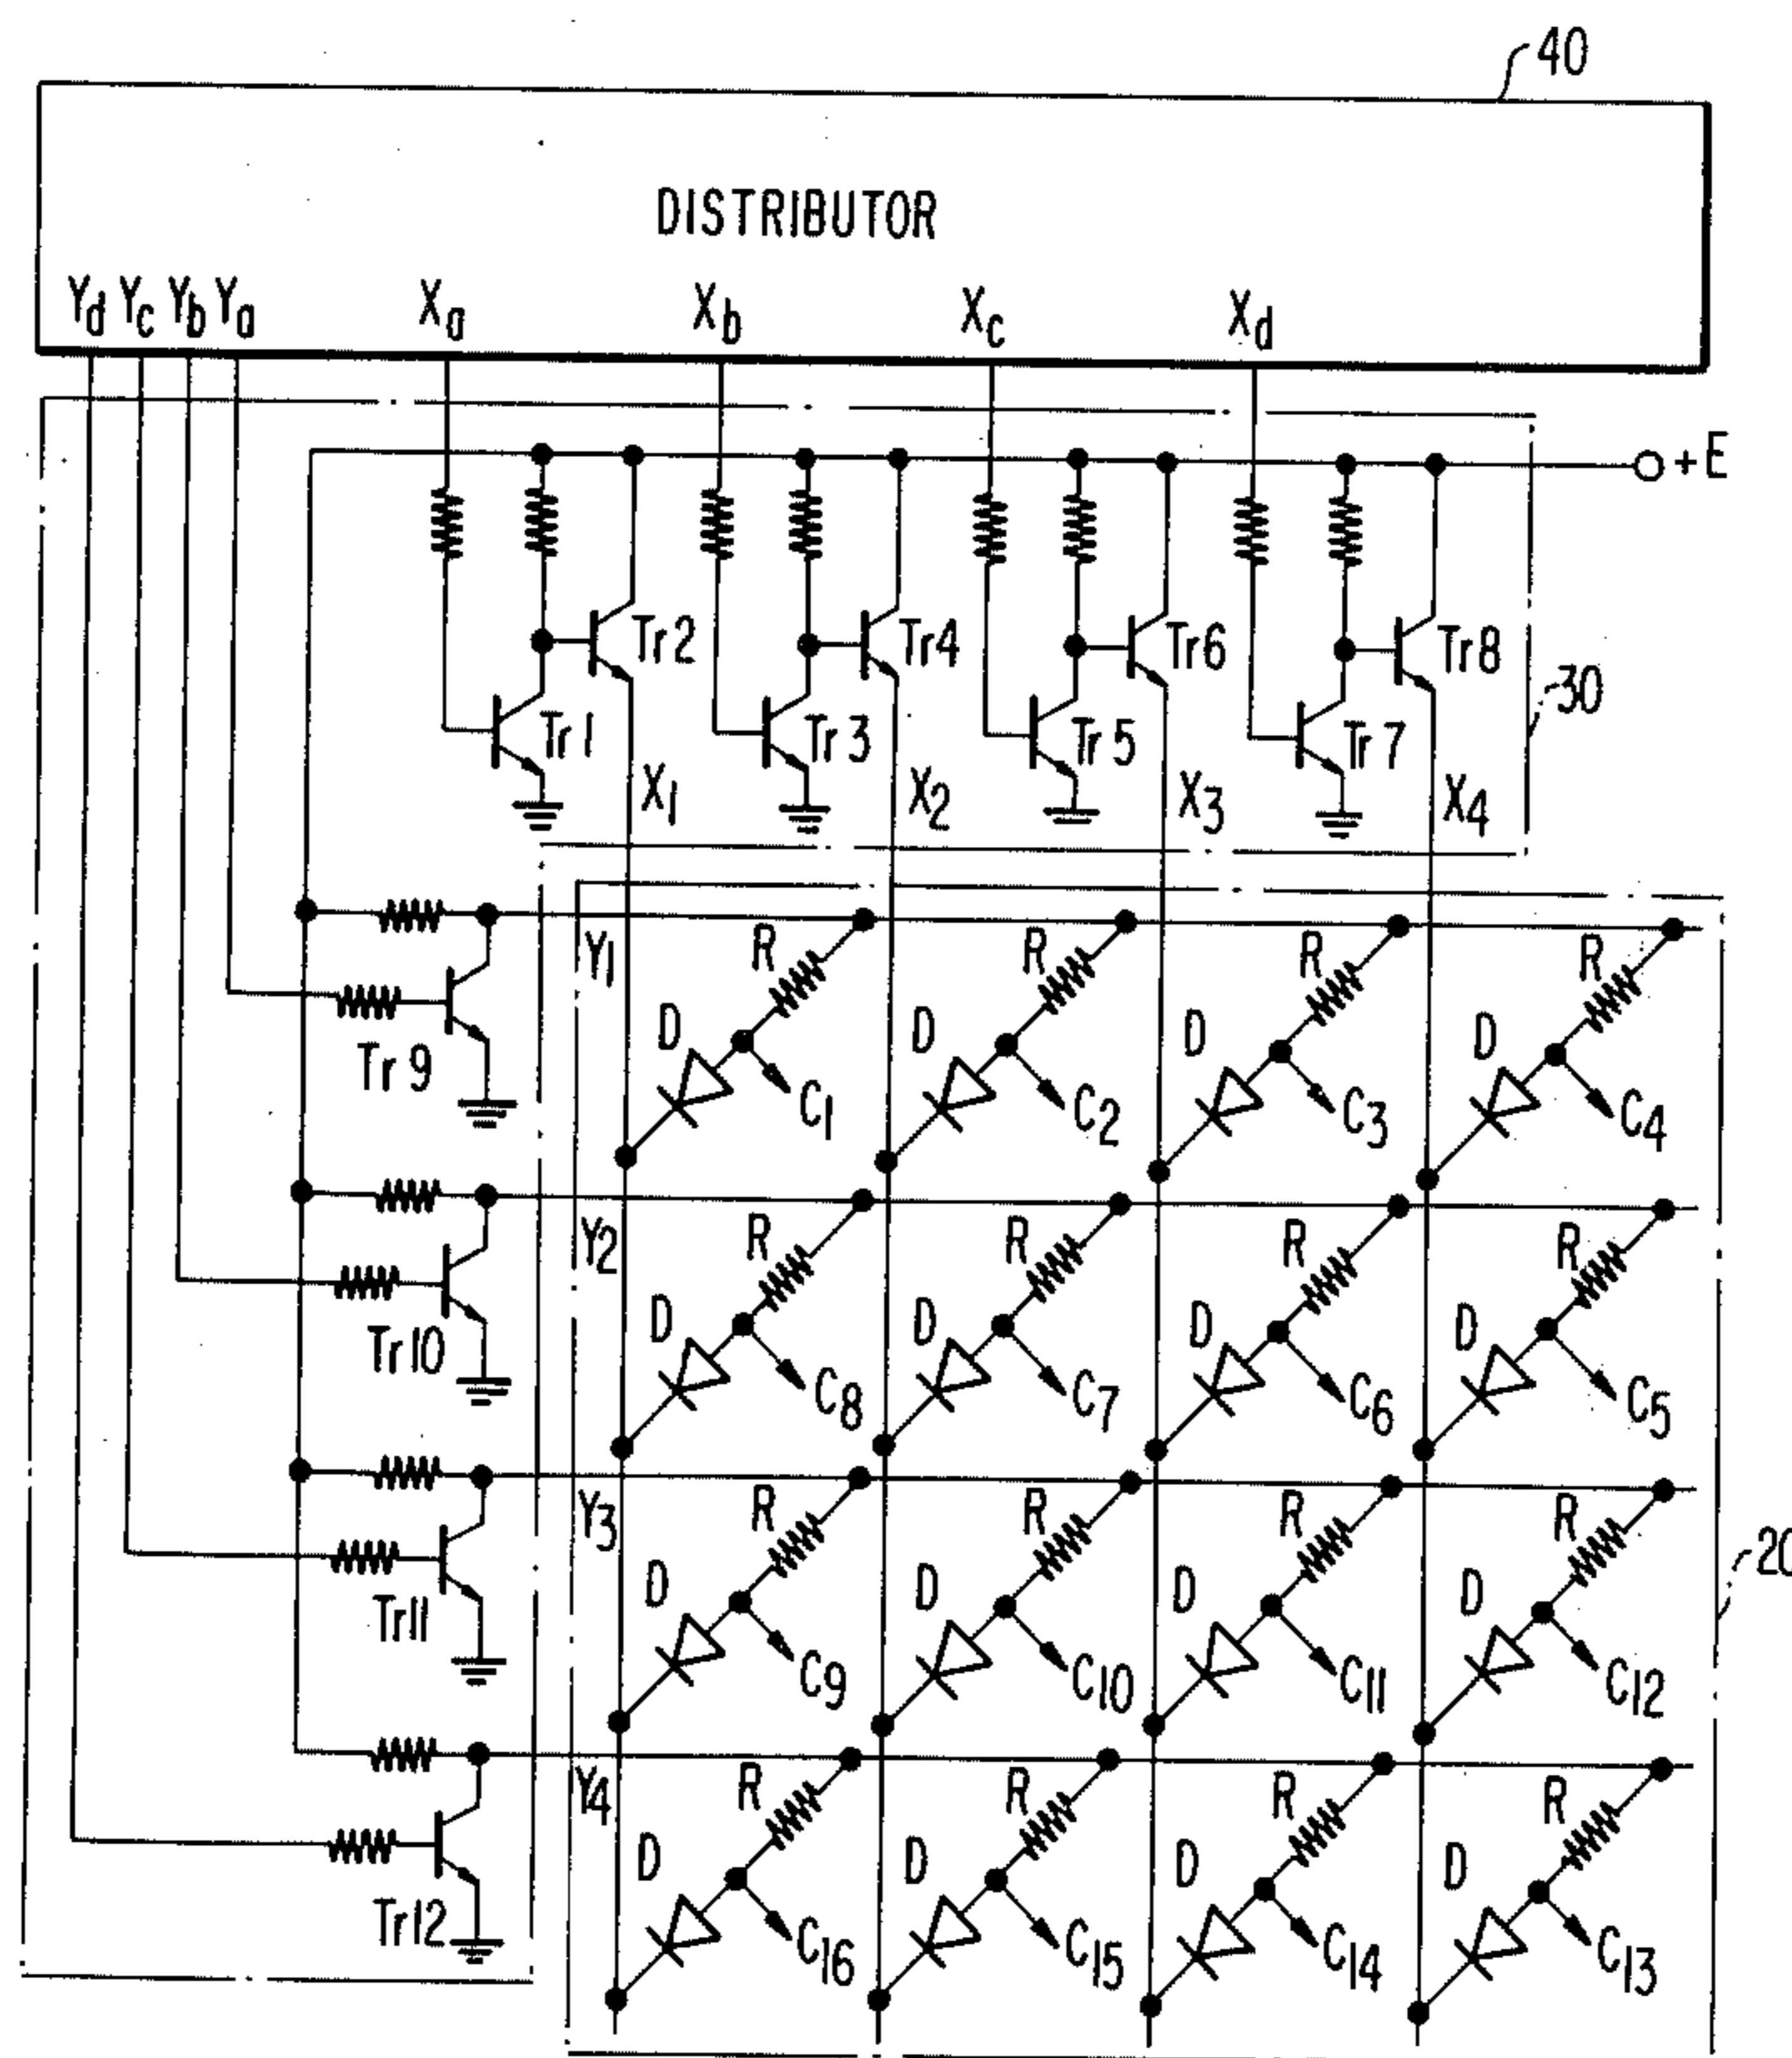 40
DISTRIBUTOR
Yd Yc Yb Ya Xa Xb Xc Xd
+E
Tr2 Tr4 Tr6 Tr8
30
Tr1 Tr3 Tr5 Tr7
X1 X2 X3 X4
Y1 R R R R
D D D D
Tr9 C1 C2 C3 C4
Y2 R R R R
D D D D
Tr10 C8 C7 C6 C5
Y3 R R R R
20
D D D D
Tr11 C9 C10 C11 C12
Y4 R R R R
D D D D
Tr12 C16 C15 C14 C13